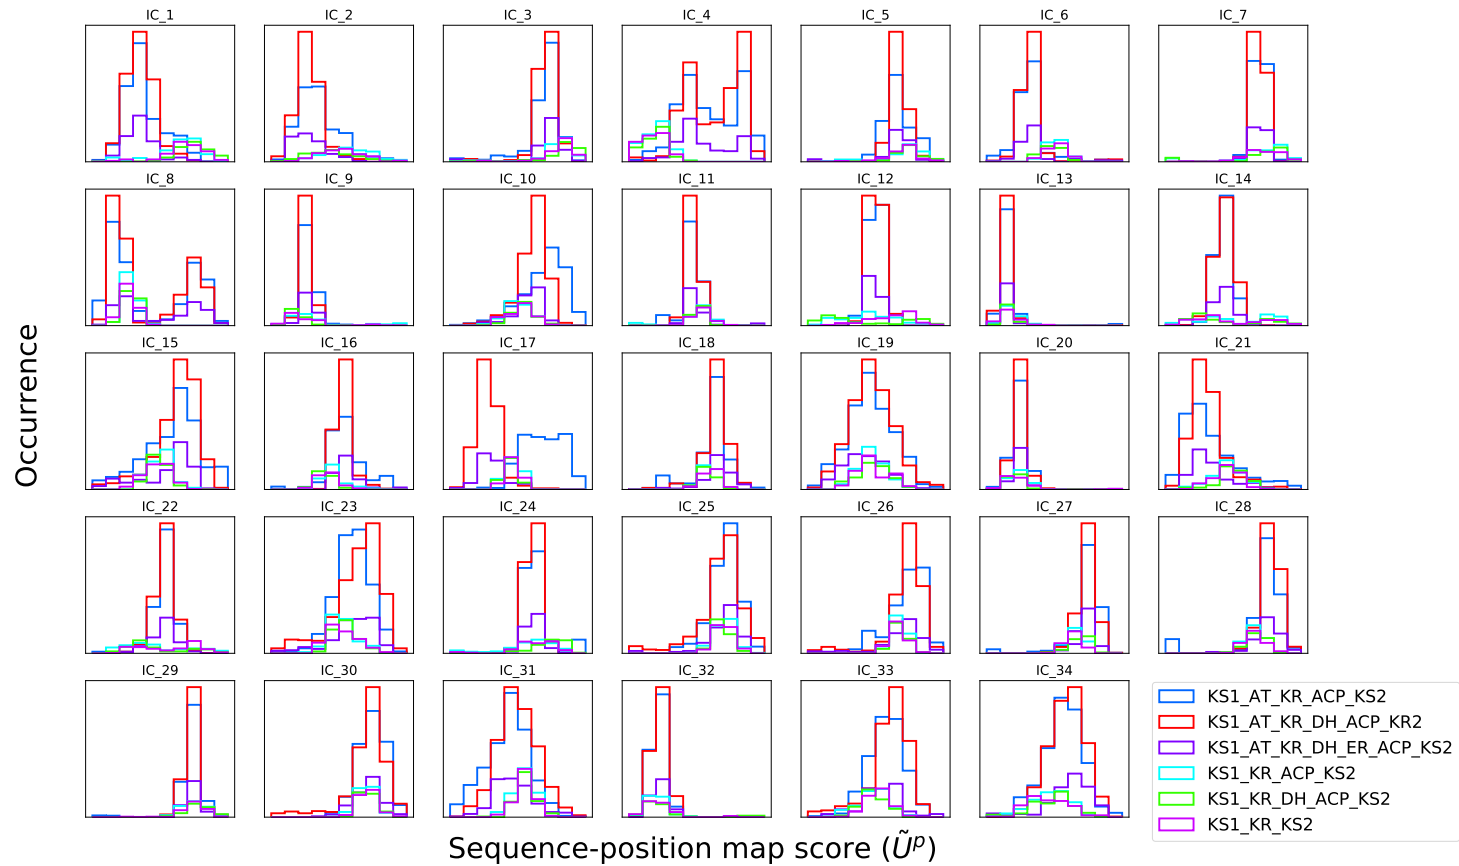 IC_1 IC_2 IC_3 IC_4 IC_5 IC_6 IC_7
IC_8 IC_9 IC_10 IC_11 IC_12 IC_13 IC_14
IC_15 IC_16 IC_17 IC_18 IC_19 IC_20 IC_21
IC_22 IC_23 IC_24 IC_25 IC_26 IC_27 IC_28
IC_29 IC_30 IC_31 IC_32 IC_33 IC_34
Occurrence
KS1_AT_KR_ACP_KS2
KS1_AT_KR_DH_ACP_KR2
KS1_AT_KR_DH_ER_ACP_KS2
KS1_KR_ACP_KS2
KS1_KR_DH_ACP_KS2
KS1_KR_KS2
Sequence-position map score (Ũᵖ)